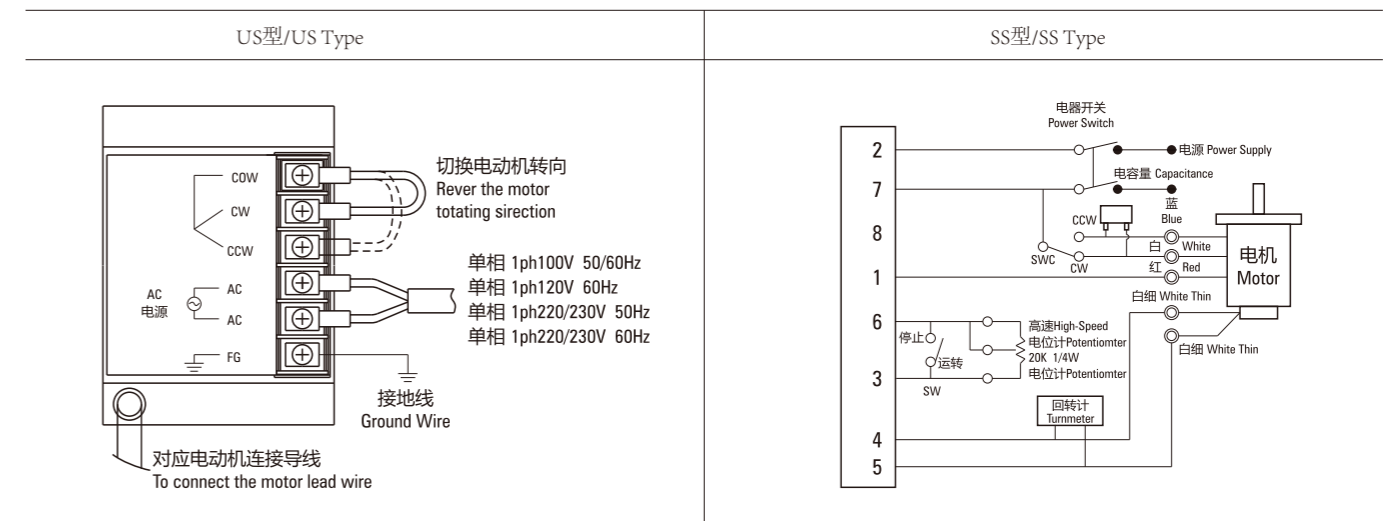 US型/US Type
COW
CW
CCW
AC
电源
AC
AC
FG
切换电动机转向
Rever the motor
totating sirection
单相 1ph100V 50/60Hz
单相 1ph120V 60Hz
单相 1ph220/230V 50Hz
单相 1ph220/230V 60Hz
接地线
Ground Wire
对应电动机连接导线
To connect the motor lead wire
SS型/SS Type
电器开关
Power Switch
2
电源 Power Supply
电容量 Capacitance
7
蓝
Blue
CCW
8
白 White
SWC
CW
红 Red
1
电机
Motor
白细 White Thin
6
高速High-Speed
停止
电位计Potentiomter
20K 1/4W
运转
白细 White Thin
3
电位计Potentiomter
SW
回转计
Turnmeter
4
5